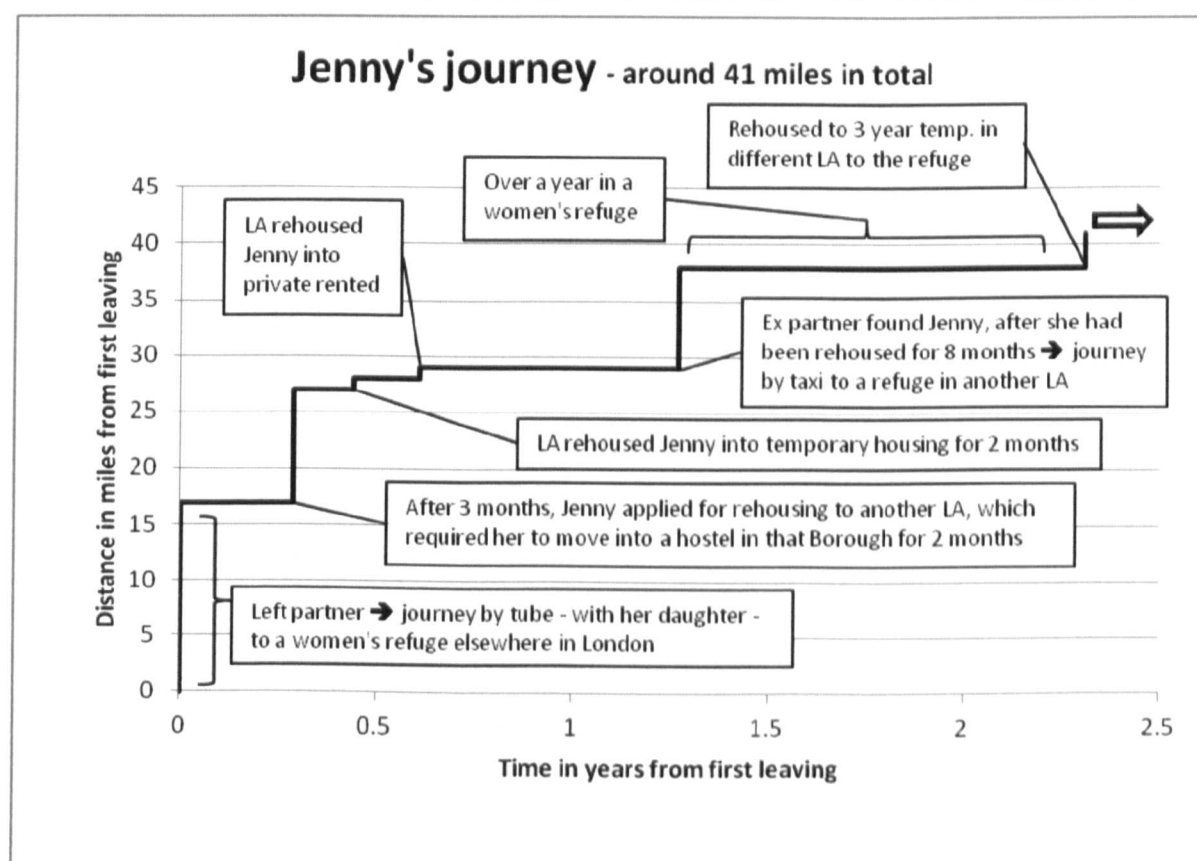 Jenny's journey - around 41 miles in total
Rehoused to 3 year temp. in
different LA to the refuge
Over a year in a
women's refuge
LA rehoused
Jenny into
private rented
Ex partner found Jenny, after she had
been rehoused for 8 months ➔ journey
by taxi to a refuge in another LA
LA rehoused Jenny into temporary housing for 2 months
After 3 months, Jenny applied for rehousing to another LA, which
required her to move into a hostel in that Borough for 2 months
Left partner ➔ journey by tube - with her daughter -
to a women's refuge elsewhere in London
Distance in miles from first leaving
45
40
35
30
25
20
15
10
5
0
0 0.5 1 1.5 2 2.5
Time in years from first leaving